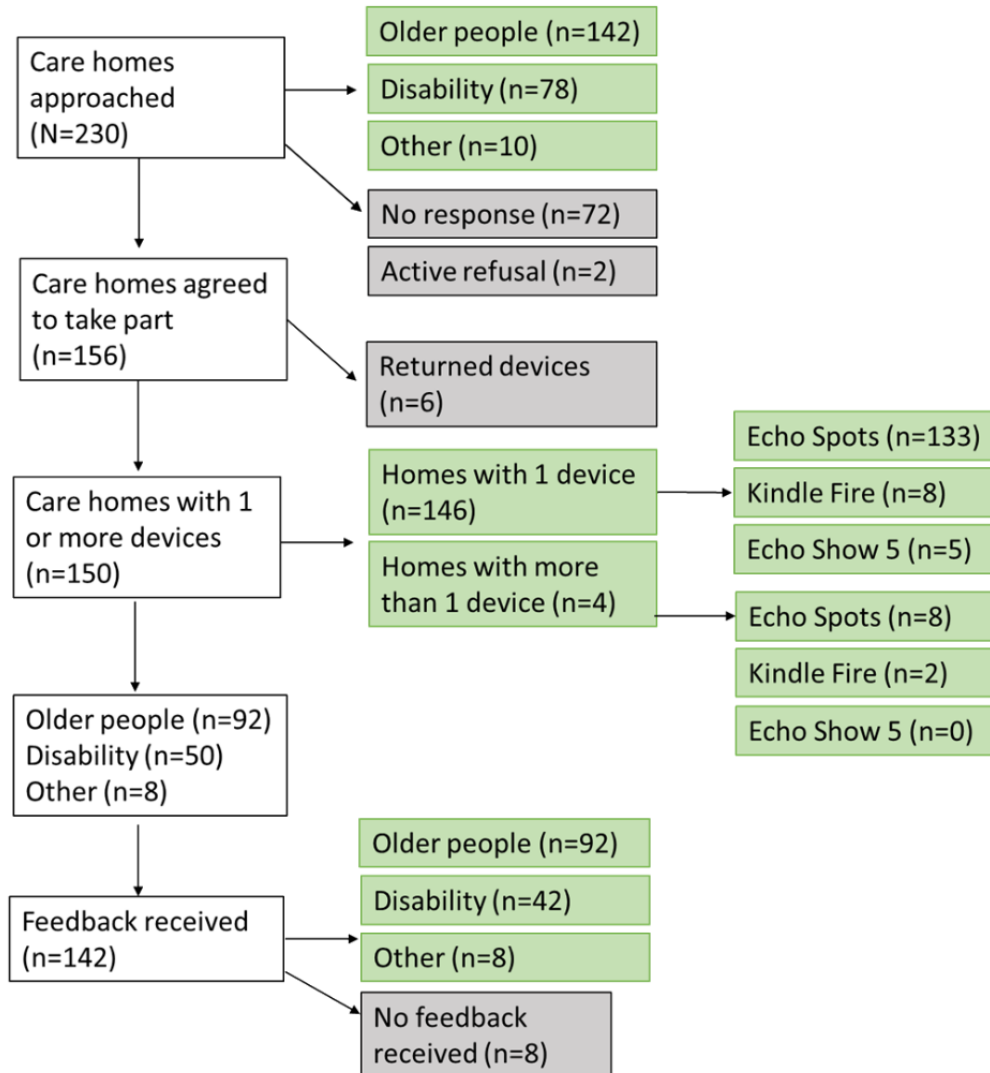 Care homes
approached
(N=230)
Older people (n=142)
Disability (n=78)
Other (n=10)
No response (n=72)
Active refusal (n=2)
Care homes agreed
to take part
(n=156)
Returned devices
(n=6)
Care homes with 1
or more devices
(n=150)
Homes with 1 device
(n=146)
Homes with more
than 1 device (n=4)
Echo Spots (n=133)
Kindle Fire (n=8)
Echo Show 5 (n=5)
Echo Spots (n=8)
Kindle Fire (n=2)
Echo Show 5 (n=0)
Older people (n=92)
Disability (n=50)
Other (n=8)
Feedback received
(n=142)
Older people (n=92)
Disability (n=42)
Other (n=8)
No feedback
received (n=8)